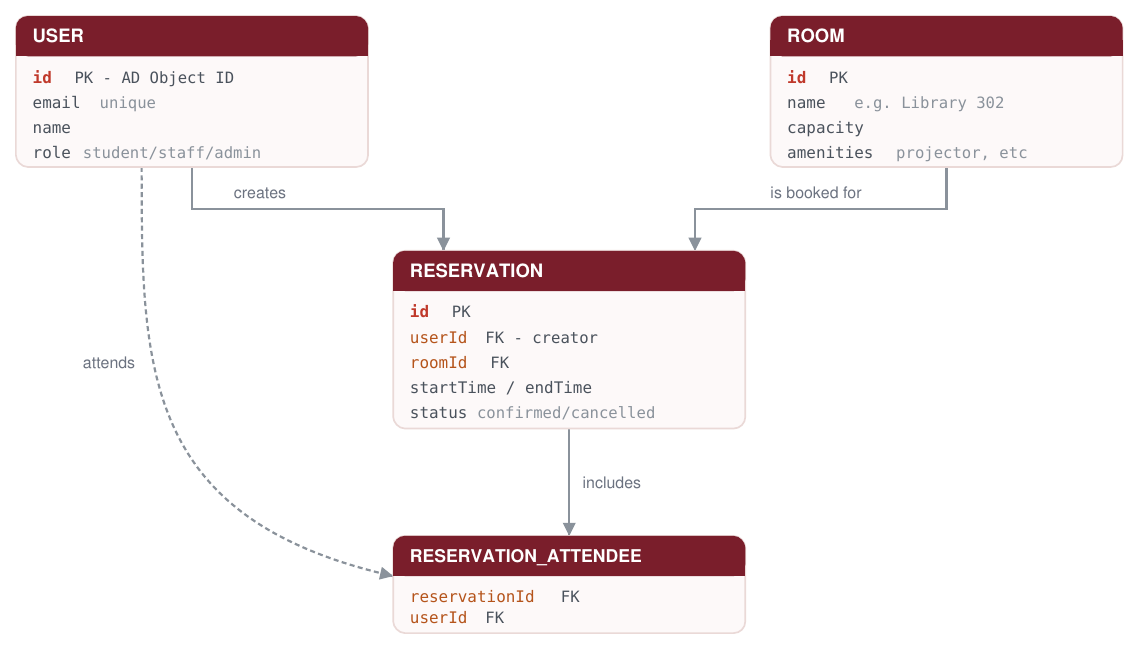 USER
id PK - AD Object ID
email unique
name
role student/staff/admin
ROOM
id PK
name e.g. Library 302
capacity
amenities projector, etc
creates
is booked for
RESERVATION
id PK
userId FK - creator
roomId FK
startTime / endTime
status confirmed/cancelled
attends
includes
RESERVATION_ATTENDEE
reservationId FK
userId FK